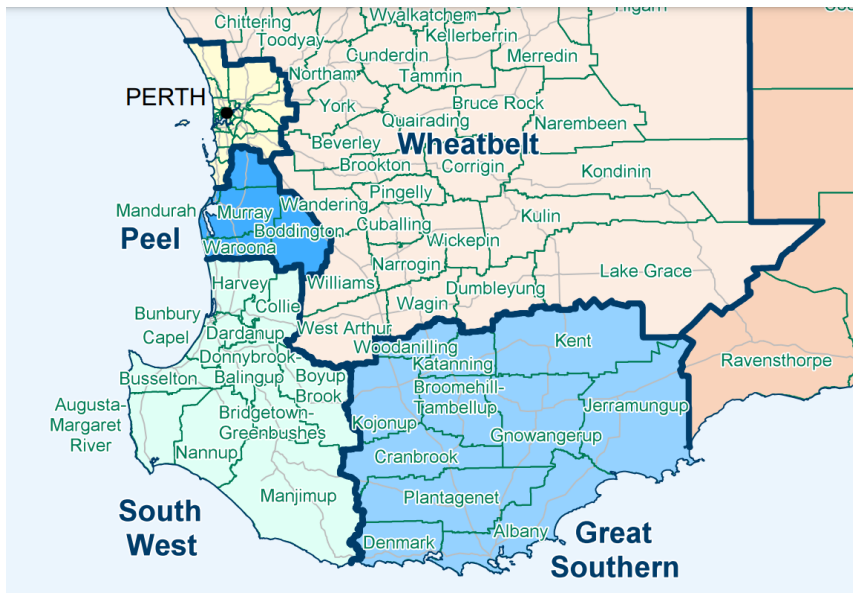 Chittering
Wyalkatchem
Toodyay
Kellerberrin
Cunderdin
Merredin
Northam
Tammin
PERTH
York
Bruce Rock
Quairading
Narembeen
Beverley
Wheatbelt
Brookton
Corrigin
Kondinin
Pingelly
Mandurah
Murray
Wandering
Cuballing
Kulin
Peel
Boddington
Wickepin
Waroona
Narrogin
Lake Grace
Harvey
Williams
Dumbleyung
Collie
Wagin
Bunbury
West Arthur
Capel
Dardanup
Woodanilling
Kent
Donnybrook-
Balingup
Katanning
Ravensthorpe
Busselton
Boyup
Brook
Broomehill-
Tambellup
Augusta-
Margaret
River
Bridgetown-
Greenbushes
Kojonup
Jerramungup
Gnowangerup
Nannup
Cranbrook
Manjimup
Plantagenet
South
West
Denmark
Albany
Great
Southern